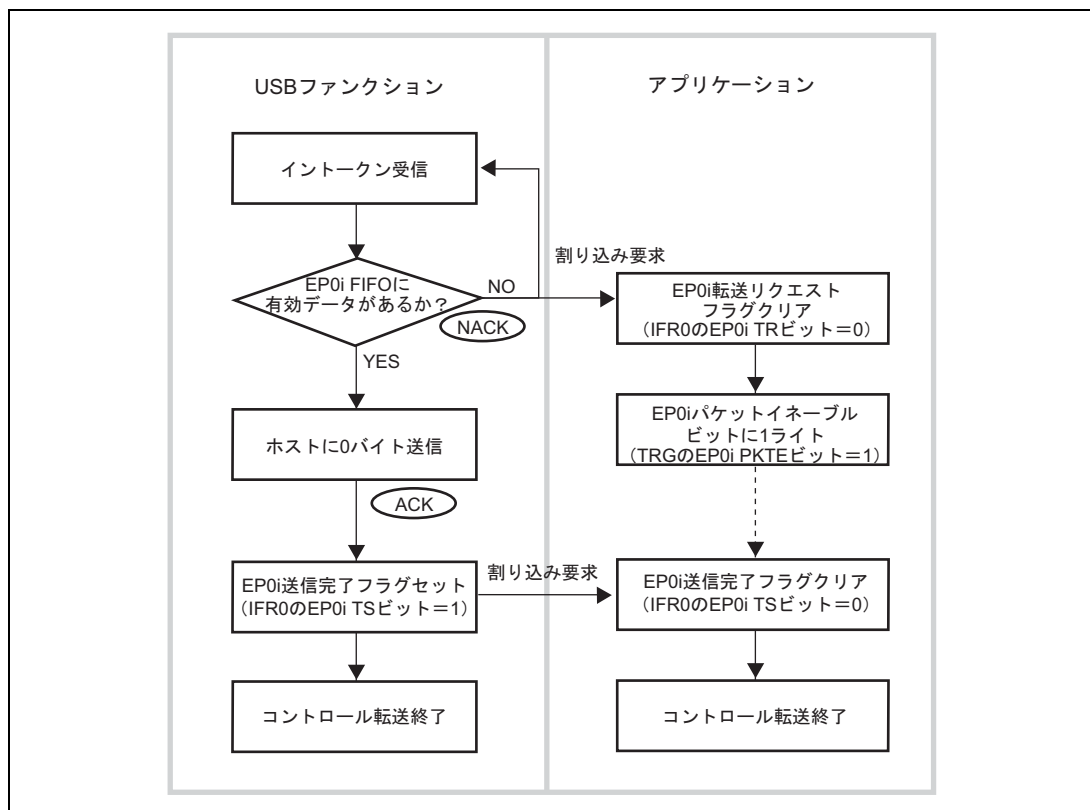 USBファンクション
アプリケーション
イントークン受信
割り込み要求
EP0i FIFOに
有効データがあるか？
NO
NACK
YES
EP0i転送リクエスト
フラグクリア
（IFR0のEP0i TRビット＝0）
EP0iパケットイネーブル
ビットに1ライト
（TRGのEP0i PKTEビット＝1）
ホストに0バイト送信
ACK
EP0i送信完了フラグセット
（IFR0のEP0i TSビット＝1）
割り込み要求
EP0i送信完了フラグクリア
（IFR0のEP0i TSビット＝0）
コントロール転送終了
コントロール転送終了